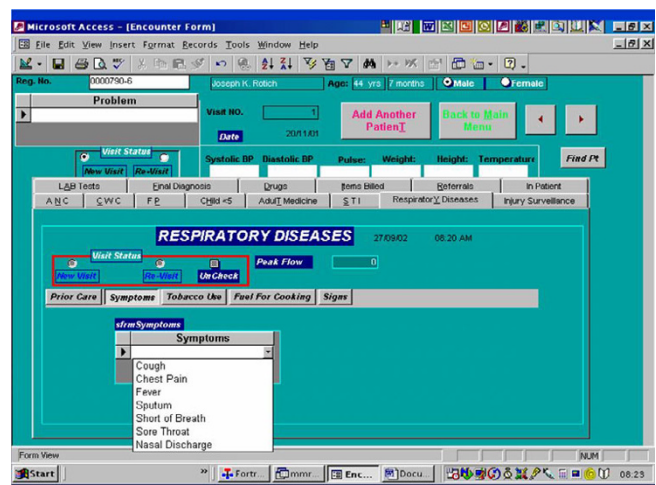 Microsoft Access - [Encounter Form]
File Edit View Insert Format Records Tools Window Help
Reg. No. 0000790-6 Joseph K. Rotich Age: 44 yrs 7 months Male Female
Problem
Visit NO. 1
Add Another Patient
Back to Main Menu
Date 20/11/01
Visit Status
New Visit Re-Visit
Systolic BP Diastolic BP Pulse: Weight: Height: Temperature
Find Pt
LAB Tests Final Diagnosis Drugs Items Billed Referrals In Patient
A N C C W C F P CHild <5 AdulT Medicine S T I RespiratorY Diseases Injury Surveillance
RESPIRATORY DISEASES 27/09/02 08:20 AM
Visit Status
New Visit Re-Visit UnCheck
Peak Flow 0
Prior Care Symptoms Tobacco Use Fuel For Cooking Signs
sfrmSymptoms
Symptoms
Cough
Chest Pain
Fever
Sputum
Short of Breath
Sore Throat
Nasal Discharge
Form View NUM
Start » Fortr... mmr... Enc... Docu... 08:23